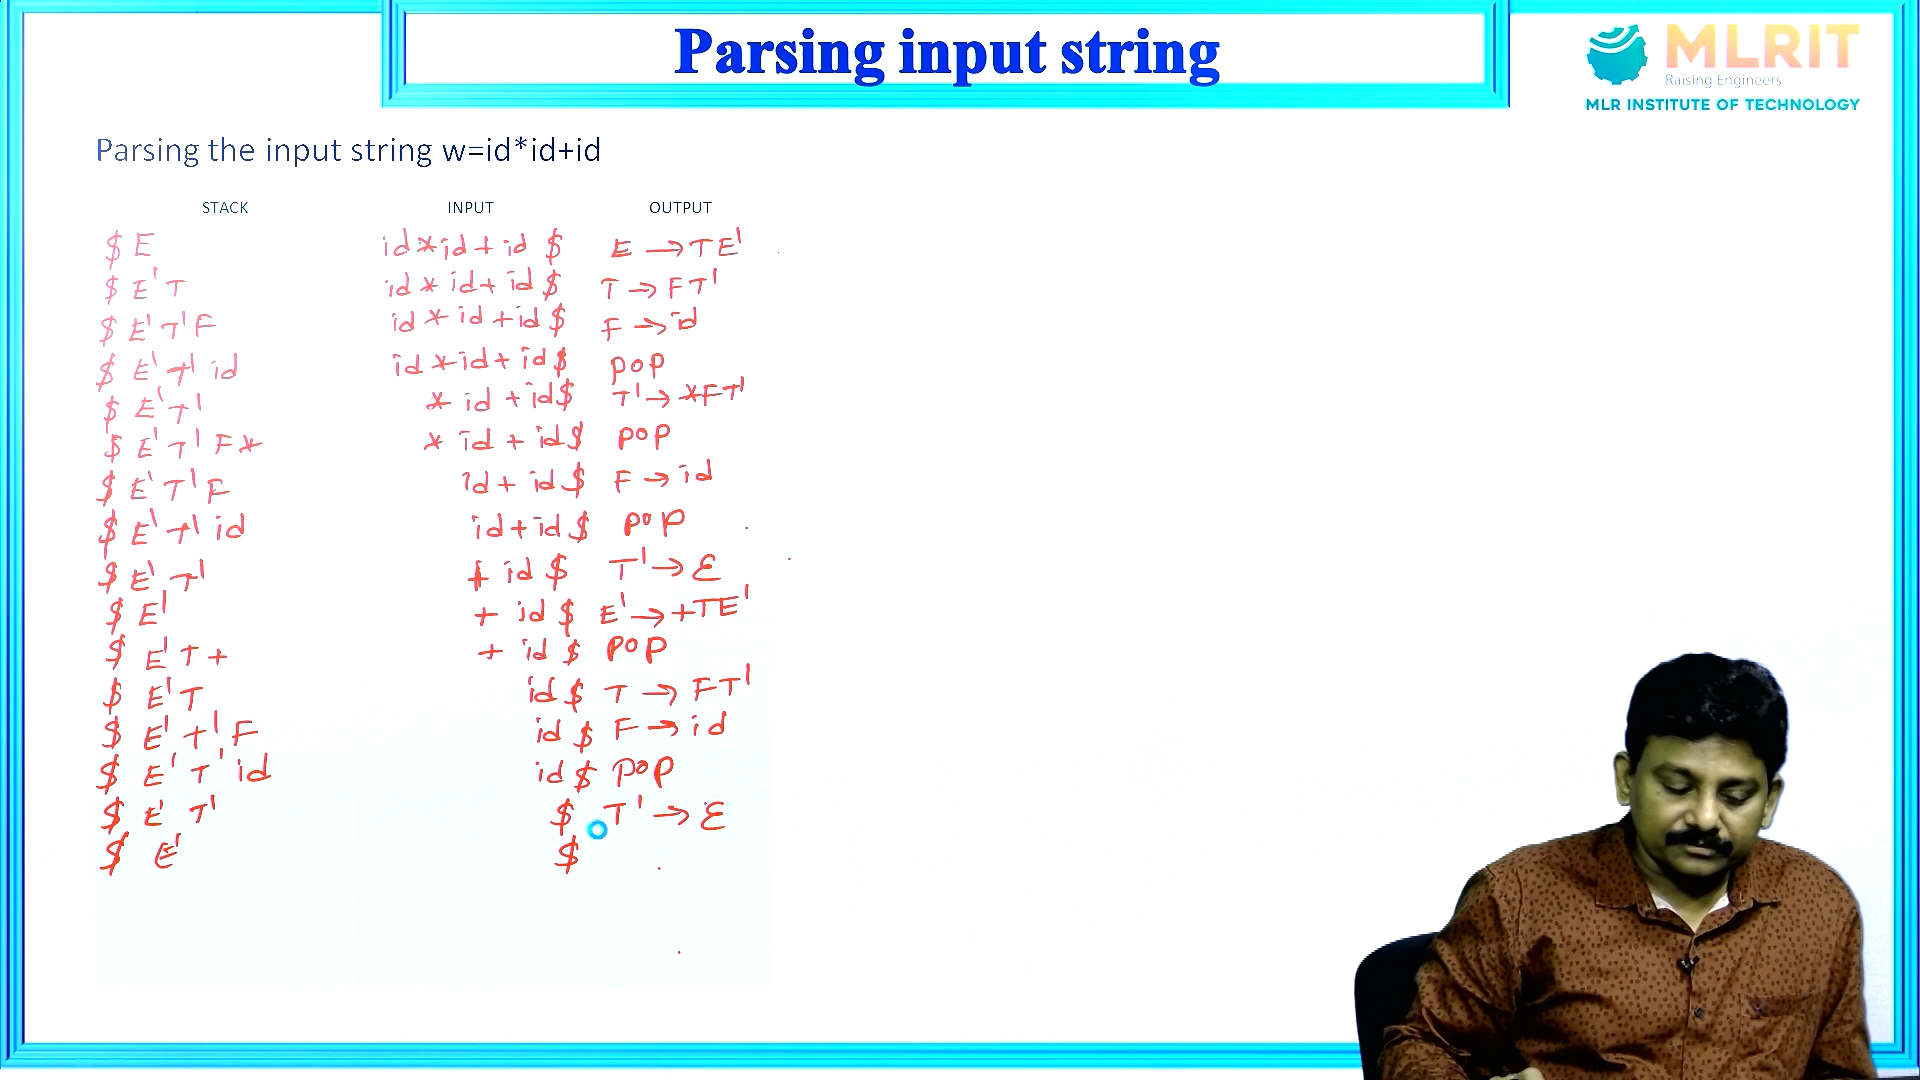 Parsing input string
MLRIT
Raising Engineers
MLR INSTITUTE OF TECHNOLOGY
Parsing the input string w=id*id+id
STACK INPUT OUTPUT
$ E id*id+id $ E → TE'
$ E'T id*id+id $ T → FT'
$ E'T'F id*id+id $ F → id
$ E'T'id id*id+id $ pop
$ E'T' *id+id $ T' → *FT'
$ E'T'F* *id+id $ pop
$ E'T'F id+id $ F → id
$ E'T'id id+id $ pop
$ E'T' +id $ T' → ε
$ E' +id $ E' → +TE'
$ E'T+ +id $ pop
$ E'T id $ T → FT'
$ E'T'F id $ F → id
$ E'T'id id $ pop
$ E'T' $ T' → ε
$ E' $